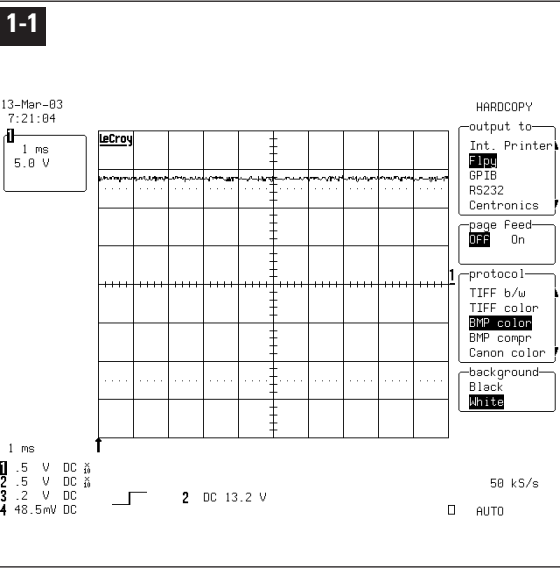 1-1
13-Mar-03
7:21:04
1
1 ms
5.0 V
LeCroy
HARDCOPY
output to
Int. Printer
Flpy
GPIB
RS232
Centronics
page Feed
OFF On
1
protocol
TIFF b/w
TIFF color
BMP color
BMP compr
Canon color
background
Black
White
1 ms
1 .5 V DC X10
2 .5 V DC X10
3 .2 V DC
4 48.5mV DC
2 DC 13.2 V
50 kS/s
AUTO